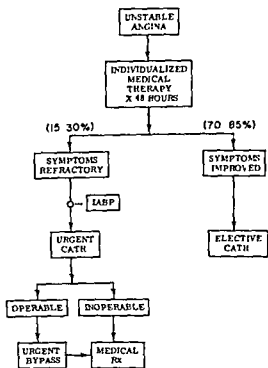 UNSTABLE
ANGINA
INDIVIDUALIZED
MEDICAL
THERAPY
X 48 HOURS
(15 30%)
(70 85%)
SYMPTOMS
REFRACTORY
SYMPTOMS
IMPROVED
IABP
URGENT
CATH
ELECTIVE
CATH
OPERABLE
INOPERABLE
URGENT
BYPASS
MEDICAL
Rx